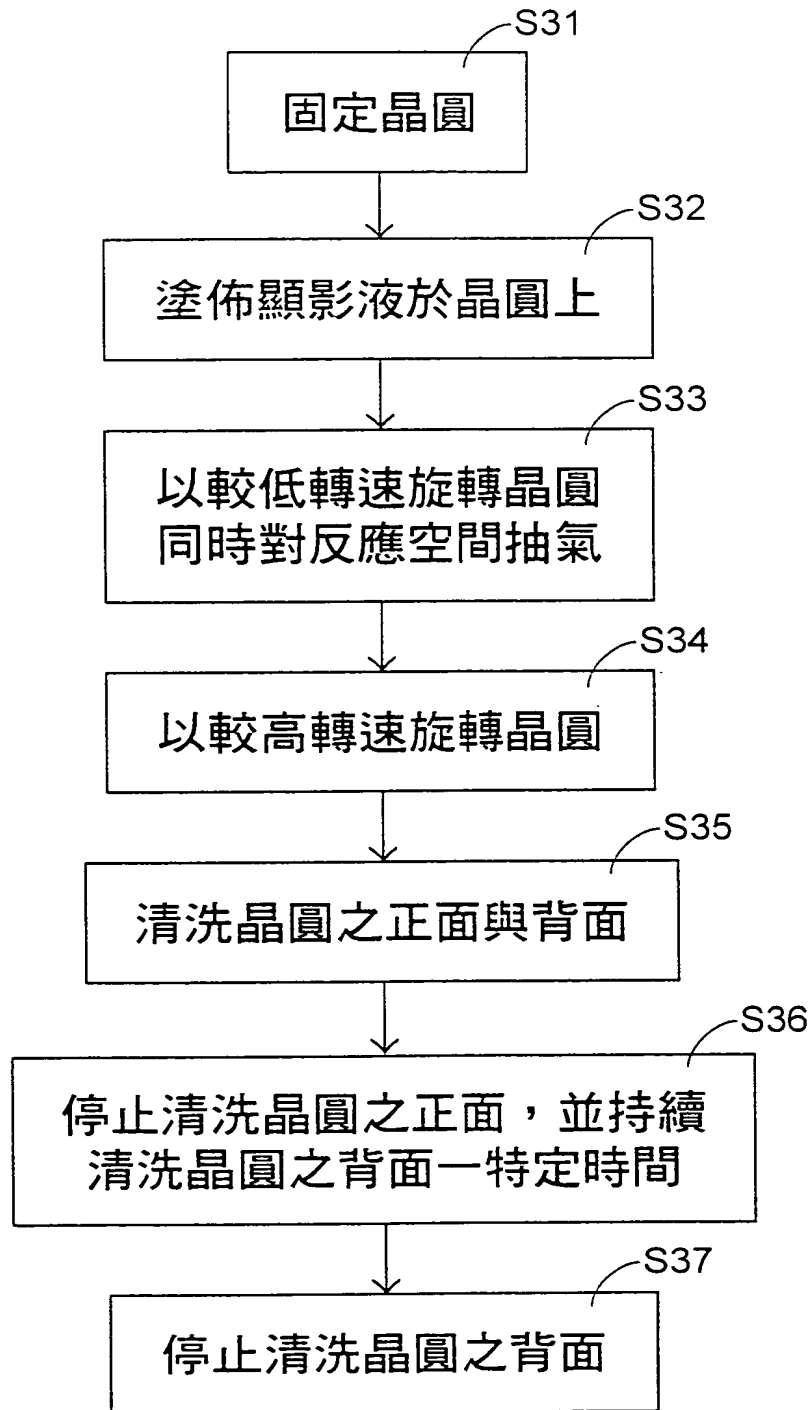 S31
固定晶圓
S32
塗佈顯影液於晶圓上
S33
以較低轉速旋轉晶圓
同時對反應空間抽氣
S34
以較高轉速旋轉晶圓
S35
清洗晶圓之正面與背面
S36
停止清洗晶圓之正面，並持續
清洗晶圓之背面一特定時間
S37
停止清洗晶圓之背面